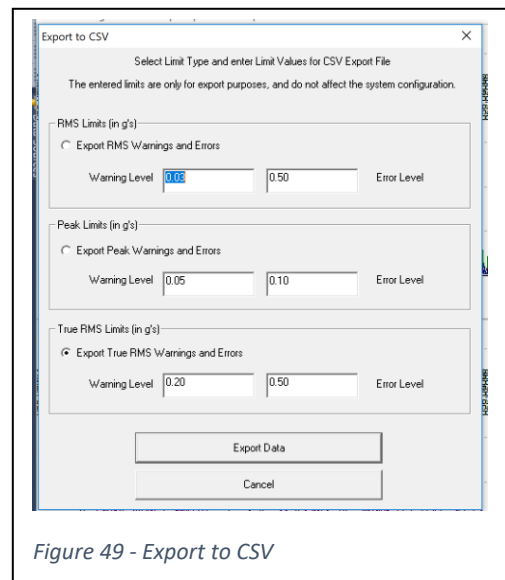 Export to CSV
Select Limit Type and enter Limit Values for CSV Export File
The entered limits are only for export purposes, and do not affect the system configuration.
RMS Limits (in g's)
Export RMS Warnings and Errors
Warning Level 0.03 0.50 Error Level
Peak Limits (in g's)
Export Peak Warnings and Errors
Warning Level 0.05 0.10 Error Level
True RMS Limits (in g's)
Export True RMS Warnings and Errors
Warning Level 0.20 0.50 Error Level
Export Data
Cancel
Figure 49 - Export to CSV